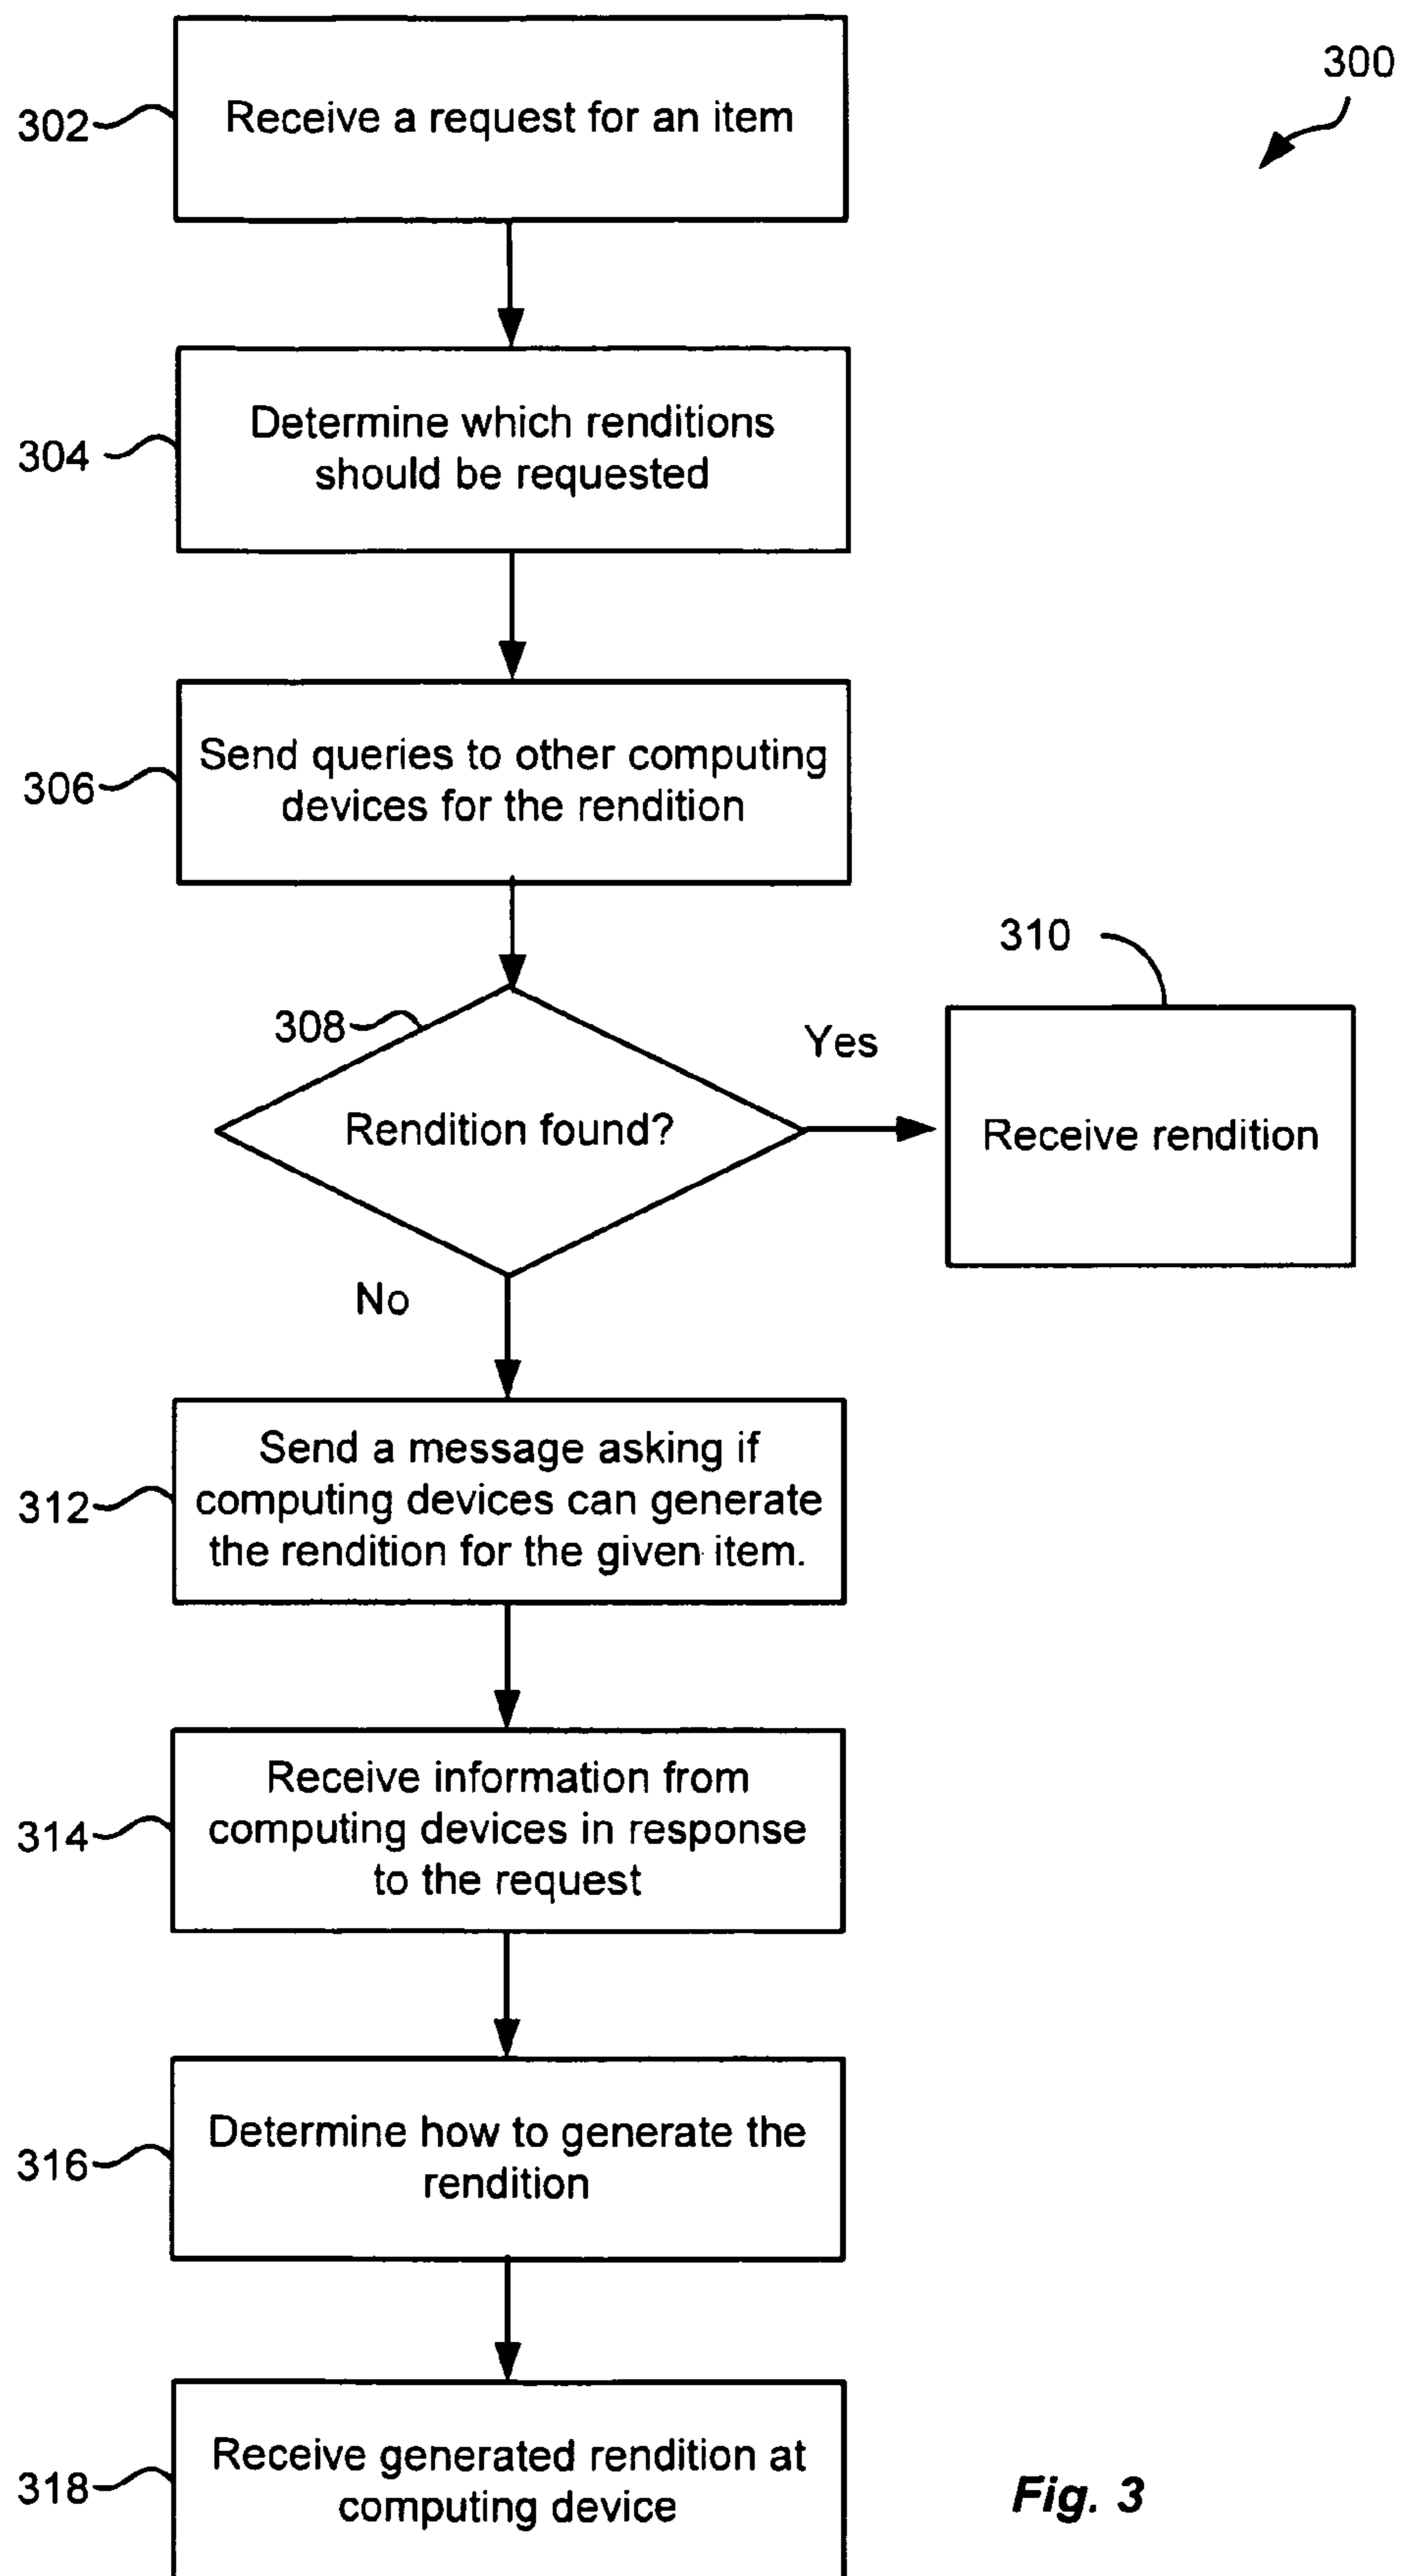 300
302
Receive a request for an item
304
Determine which renditions
should be requested
306
Send queries to other computing
devices for the rendition
308
Rendition found?
Yes
310
Receive rendition
No
312
Send a message asking if
computing devices can generate
the rendition for the given item.
314
Receive information from
computing devices in response
to the request
316
Determine how to generate the
rendition
318
Receive generated rendition at
computing device
Fig. 3